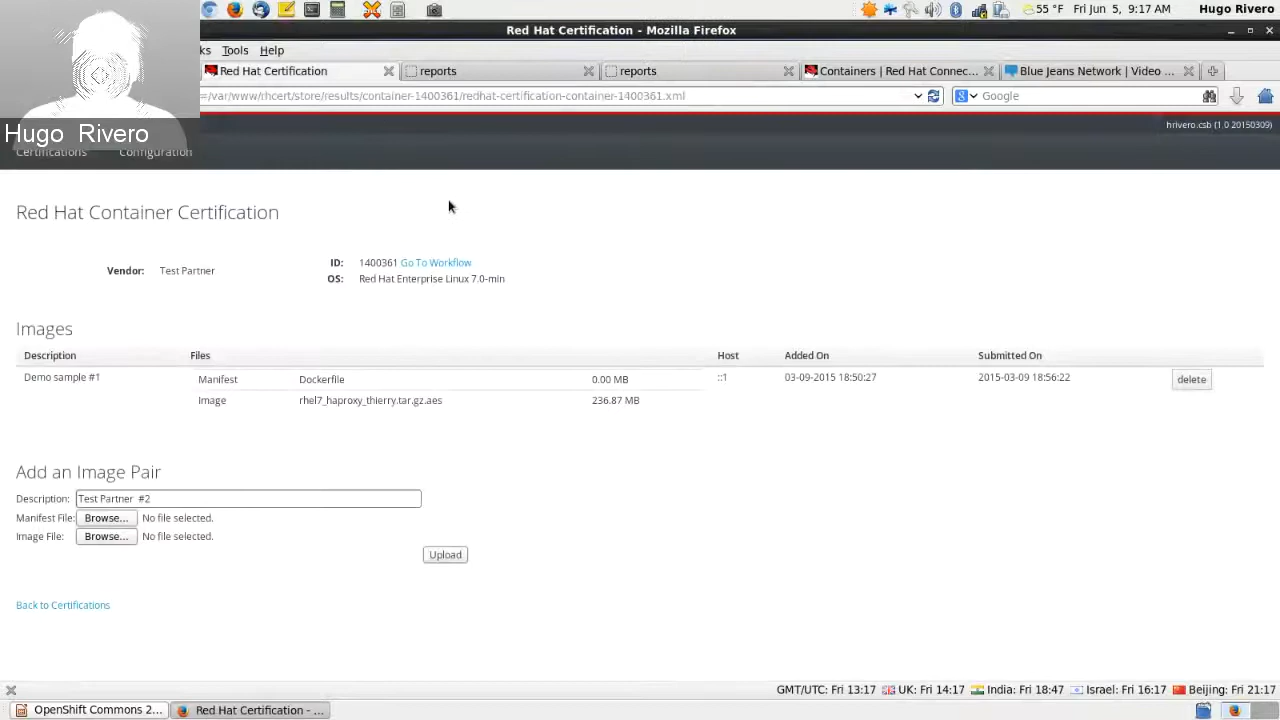 55 °F Fri Jun 5, 9:17 AM Hugo Rivero
Red Hat Certification - Mozilla Firefox
ks Tools Help
Red Hat Certification
reports
reports
Containers | Red Hat Connec...
Blue Jeans Network | Video ...
=/var/www/rhcert/store/results/container-1400361/redhat-certification-container-1400361.xml
Google
Hugo Rivero
hrivero.csb (1.0 20150309)
Certifications Configuration
Red Hat Container Certification
Vendor: Test Partner
ID: 1400361 Go To Workflow
OS: Red Hat Enterprise Linux 7.0-min
Images
Description Files Host Added On Submitted On
Demo sample #1 Manifest Dockerfile 0.00 MB ::1 03-09-2015 18:50:27 2015-03-09 18:56:22 delete
Image rhel7_haproxy_thierry.tar.gz.aes 236.87 MB
Add an Image Pair
Description: Test Partner #2
Manifest File: Browse... No file selected.
Image File: Browse... No file selected.
Upload
Back to Certifications
GMT/UTC: Fri 13:17 UK: Fri 14:17 India: Fri 18:47 Israel: Fri 16:17 Beijing: Fri 21:17
OpenShift Commons 2... Red Hat Certification - ...